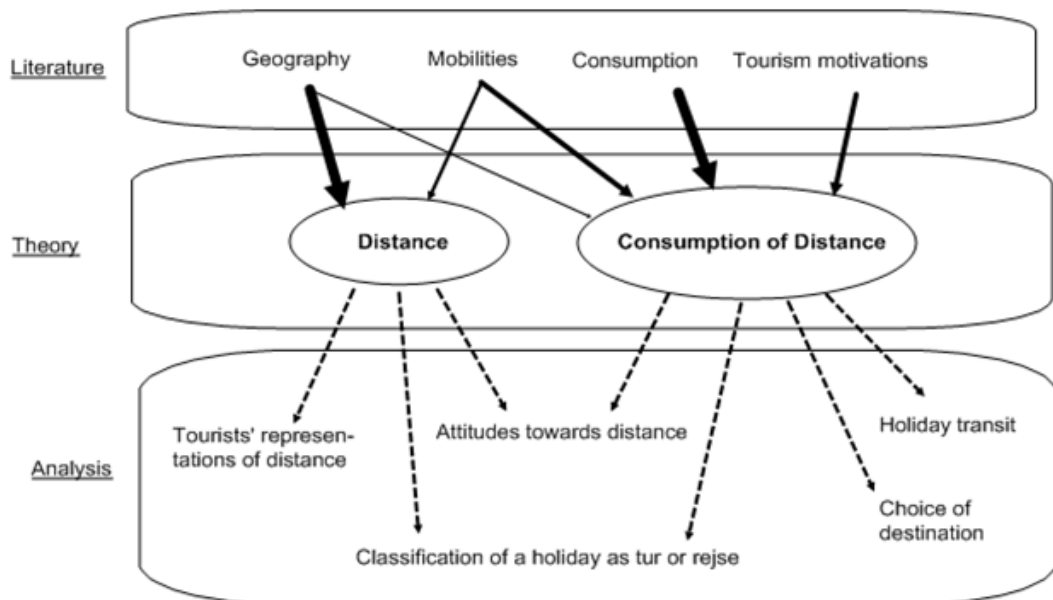 Literature
Geography
Mobilities
Consumption
Tourism motivations
Theory
Distance
Consumption of Distance
Analysis
Tourists' represen-
tations of distance
Attitudes towards distance
Holiday transit
Choice of
destination
Classification of a holiday as tur or rejse